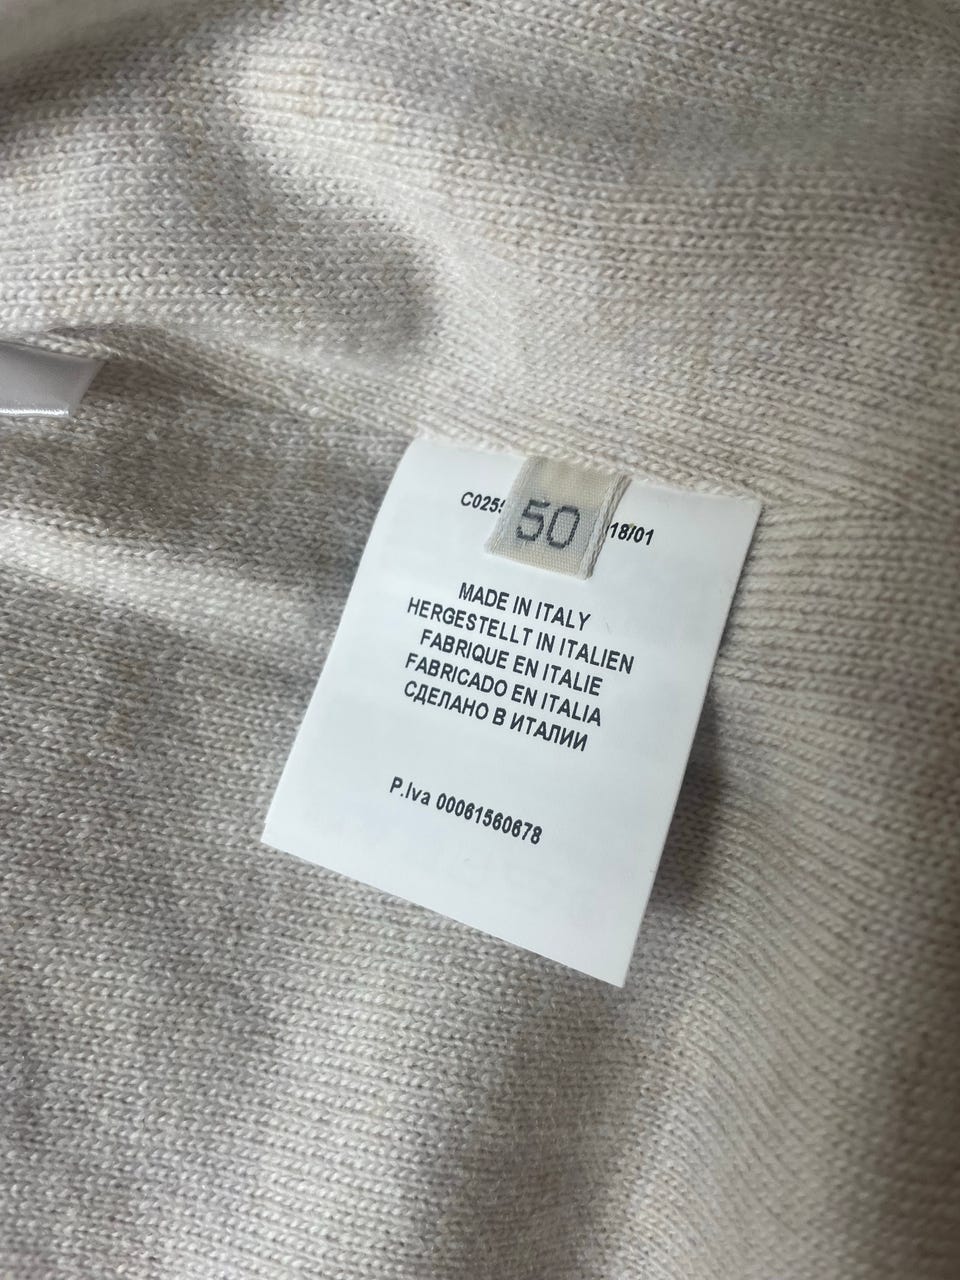 C025
50
18/01
MADE IN ITALY
HERGESTELLT IN ITALIEN
FABRIQUE EN ITALIE
FABRICADO EN ITALIA
СДЕЛАНО В ИТАЛИИ
P.Iva 00061560678